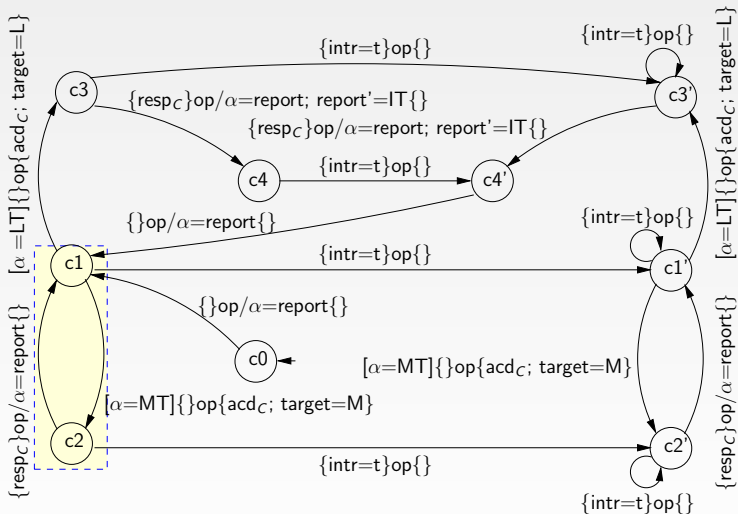 {intr=t}op{}
{intr=t}op{}
c3
c3'
{resp_C}op/α=report; report'=IT{}
{resp_C}op/α=report; report'=IT{}
[α =LT]{}op{acd_C; target=L}
[α=LT]{}op{acd_C; target=L}
c4
{intr=t}op{}
c4'
{}op/α=report{}
{intr=t}op{}
c1
{intr=t}op{}
c1'
{}op/α=report{}
c0
[α=MT]{}op{acd_C; target=M}
[α=MT]{}op{acd_C; target=M}
{resp_C}op/α=report{}
{resp_C}op/α=report{}
c2
{intr=t}op{}
c2'
{intr=t}op{}